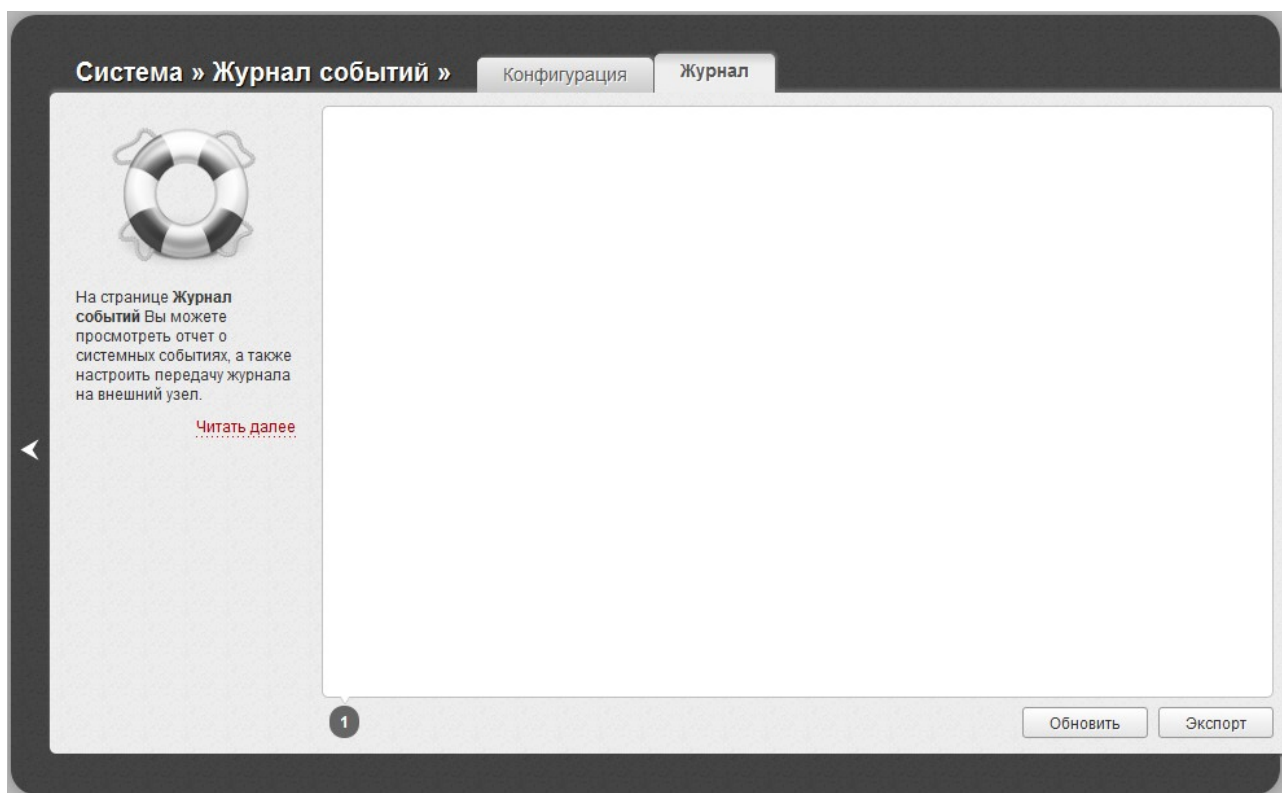 Система » Журнал событий »
Конфигурация
Журнал
На странице Журнал
событий Вы можете
просмотреть отчет о
системных событиях, а также
настроить передачу журнала
на внешний узел.
Читать далее
1
Обновить
Экспорт